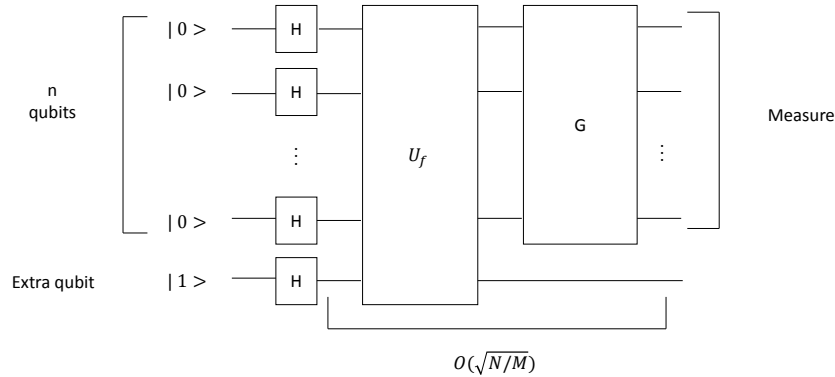 | 0 > H
n
qubits
| 0 > H
⋮ ⋮
U_f G Measure
| 0 > H
Extra qubit | 1 > H
O(√N/M)